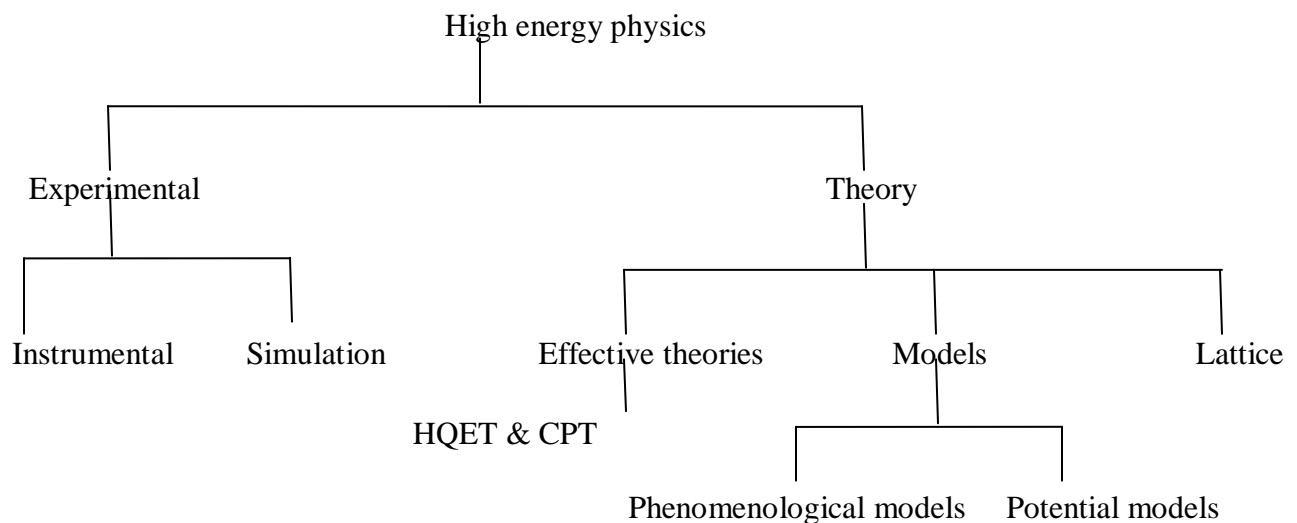 High energy physics
Experimental Theory
Instrumental Simulation Effective theories Models Lattice
HQET & CPT
Phenomenological models Potential models